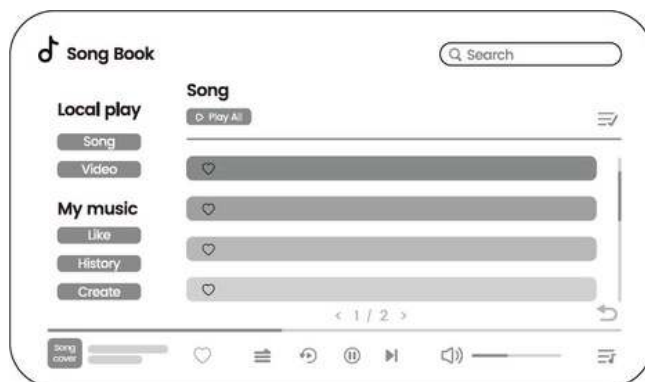 Song Book
Search
Local play
Song
Video
My music
Like
History
Create
Song
Play All
< 1 / 2 >
Song
cover